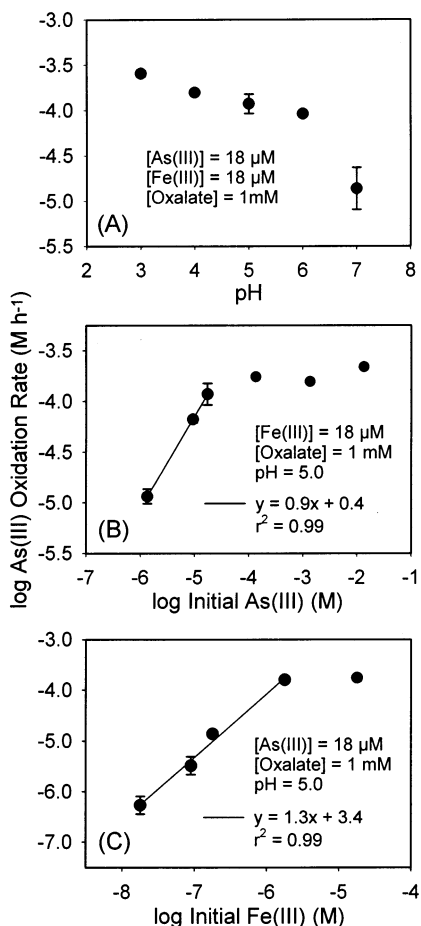 log As(III) Oxidation Rate (M h-1)
-3.0
-3.5
-4.0
-4.5
-5.0
-5.5
[As(III)] = 18 µM
[Fe(III)] = 18 µM
[Oxalate] = 1mM
(A)
2 3 4 5 6 7 8
pH
-3.5
-4.0
-4.5
-5.0
-5.5
[Fe(III)] = 18 µM
[Oxalate] = 1 mM
pH = 5.0
y = 0.9x + 0.4
r2 = 0.99
(B)
-7 -6 -5 -4 -3 -2 -1
log Initial As(III) (M)
-3.0
-4.0
-5.0
-6.0
-7.0
[As(III)] = 18 µM
[Oxalate] = 1 mM
pH = 5.0
y = 1.3x + 3.4
r2 = 0.99
(C)
-8 -7 -6 -5 -4
log Initial Fe(III) (M)